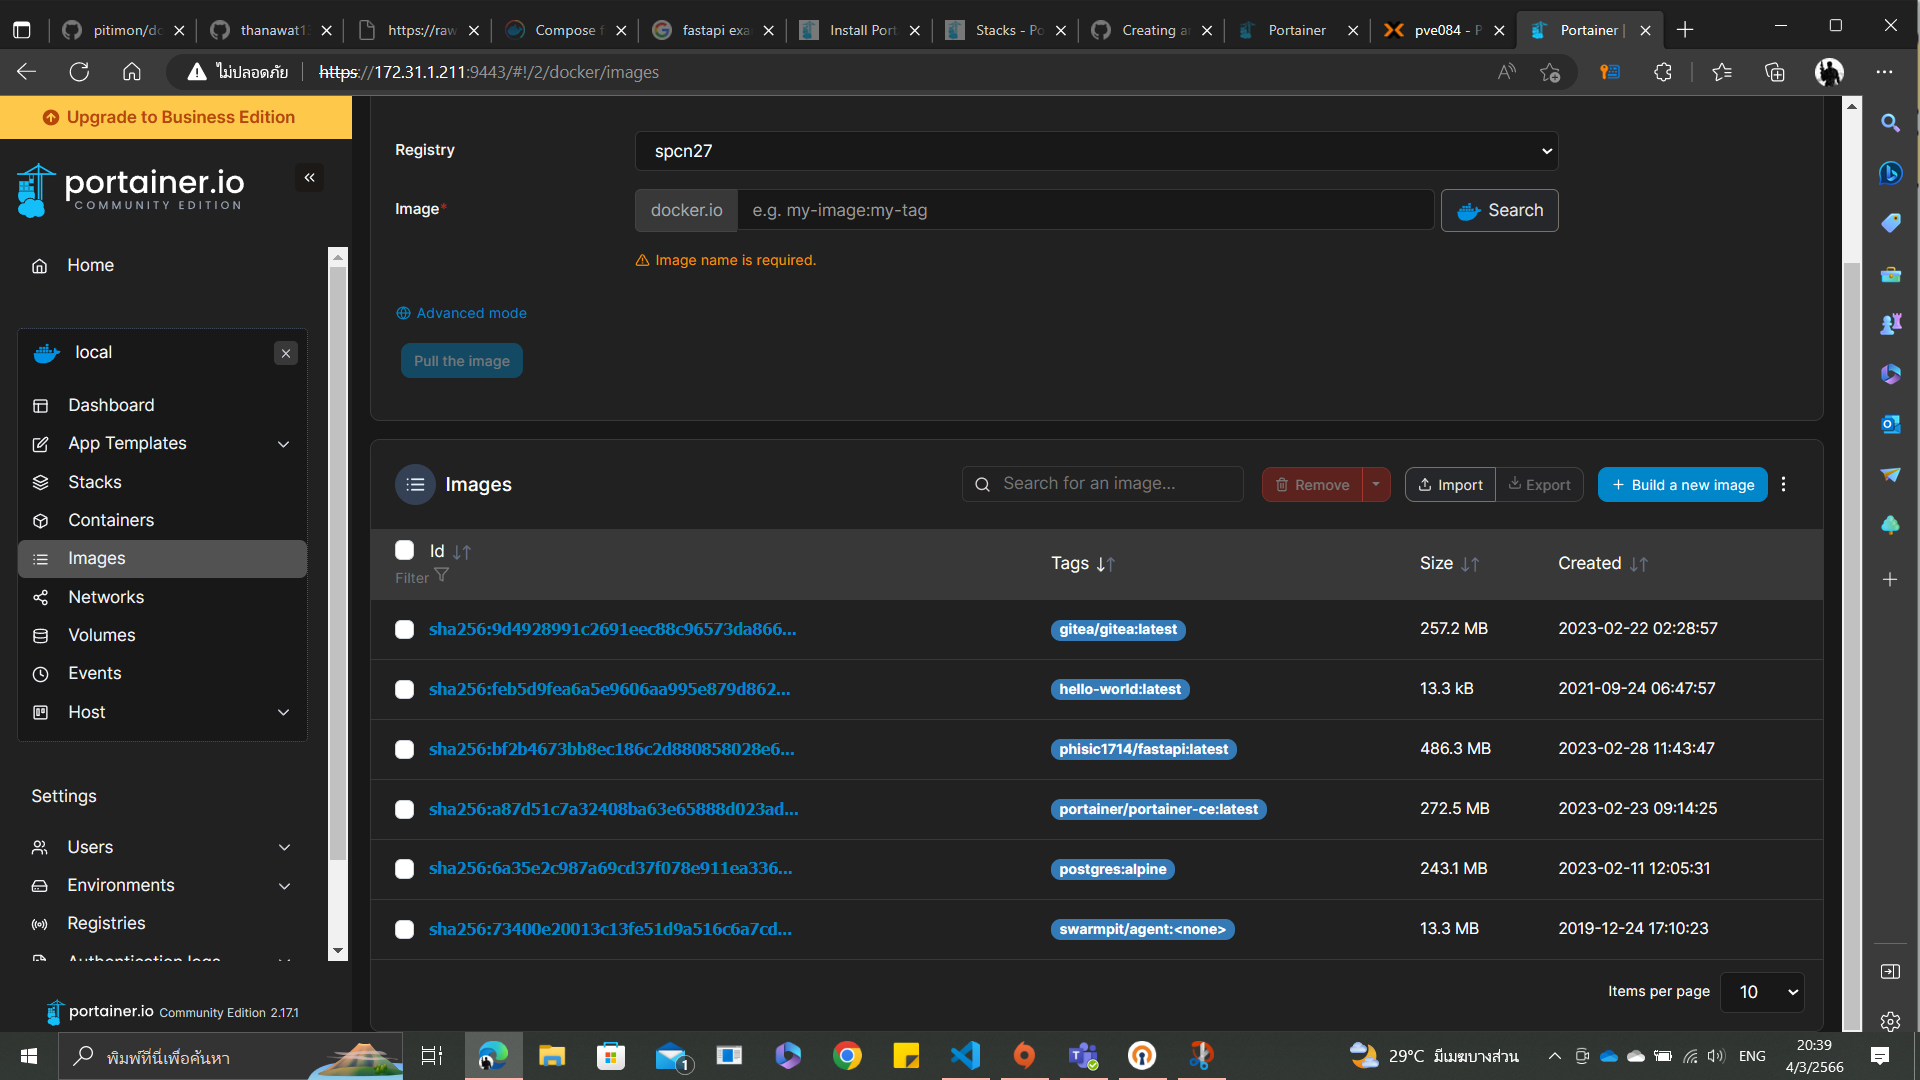 pitimon/do
thanawat1
https://raw
Compose f
fastapi exa
Install Port
Stacks - Po
Creating a
Portainer
pve084 - P
Portainer |
ไม่ปลอดภัย
https://172.31.1.211:9443/#!/2/docker/images
Upgrade to Business Edition
portainer.io
COMMUNITY EDITION
Home
local
Dashboard
App Templates
Stacks
Containers
Images
Networks
Volumes
Events
Host
Settings
Users
Environments
Registries
Authentication logs
portainer.io Community Edition 2.17.1
Registry
spcn27
Image*
docker.io
e.g. my-image:my-tag
Search
Image name is required.
Advanced mode
Pull the image
Images
Search for an image...
Remove
Import
Export
Build a new image
Id
Filter
Tags
Size
Created
sha256:9d4928991c2691eec88c96573da866... gitea/gitea:latest 257.2 MB 2023-02-22 02:28:57
sha256:feb5d9fea6a5e9606aa995e879d862... hello-world:latest 13.3 kB 2021-09-24 06:47:57
sha256:bf2b4673bb8ec186c2d880858028e6... phisic1714/fastapi:latest 486.3 MB 2023-02-28 11:43:47
sha256:a87d51c7a32408ba63e65888d023ad... portainer/portainer-ce:latest 272.5 MB 2023-02-23 09:14:25
sha256:6a35e2c987a69cd37f078e911ea336... postgres:alpine 243.1 MB 2023-02-11 12:05:31
sha256:73400e20013c13fe51d9a516c6a7cd... swarmpit/agent:<none> 13.3 MB 2019-12-24 17:10:23
Items per page 10
พิมพ์ที่นี่เพื่อค้นหา
1
29°C มีเมฆบางส่วน
ENG
20:39
4/3/2566